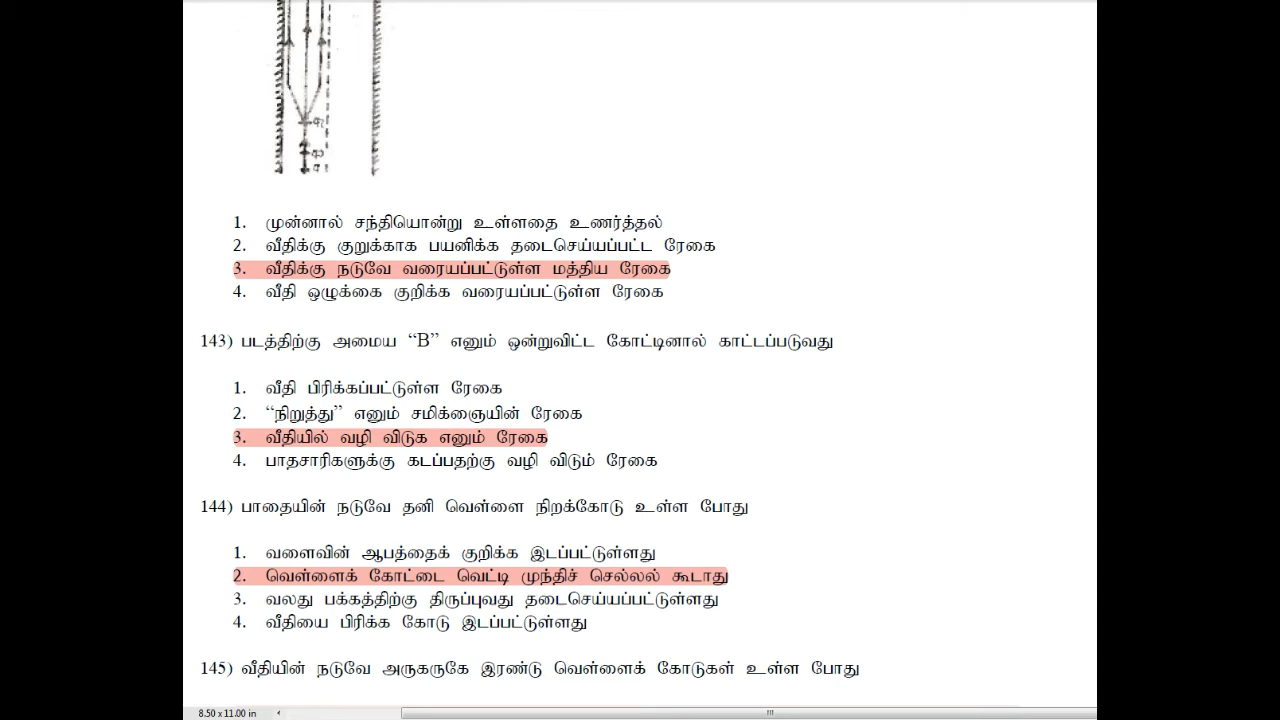 1. முன்னால் சந்தியொன்று உள்ளதை உணர்த்தல்
2. வீதிக்கு குறுக்காக பயனிக்க தடைசெய்யப்பட்ட ரேகை
3. வீதிக்கு நடுவே வரையப்பட்டுள்ள மத்திய ரேகை
4. வீதி ஒழுக்கை குறிக்க வரையப்பட்டுள்ள ரேகை
143) படத்திற்கு அமைய “B” எனும் ஒன்றுவிட்ட கோட்டினால் காட்டப்படுவது
1. வீதி பிரிக்கப்பட்டுள்ள ரேகை
2. “நிறுத்து” எனும் சமிக்ஞையின் ரேகை
3. வீதியில் வழி விடுக எனும் ரேகை
4. பாதசாரிகளுக்கு கடப்பதற்கு வழி விடும் ரேகை
144) பாதையின் நடுவே தனி வெள்ளை நிறக்கோடு உள்ள போது
1. வளைவின் ஆபத்தைக் குறிக்க இடப்பட்டுள்ளது
2. வெள்ளைக் கோட்டை வெட்டி முந்திச் செல்லல் கூடாது
3. வலது பக்கத்திற்கு திருப்புவது தடைசெய்யப்பட்டுள்ளது
4. வீதியை பிரிக்க கோடு இடப்பட்டுள்ளது
145) வீதியின் நடுவே அருகருகே இரண்டு வெள்ளைக் கோடுகள் உள்ள போது
8.50 x 11.00 in